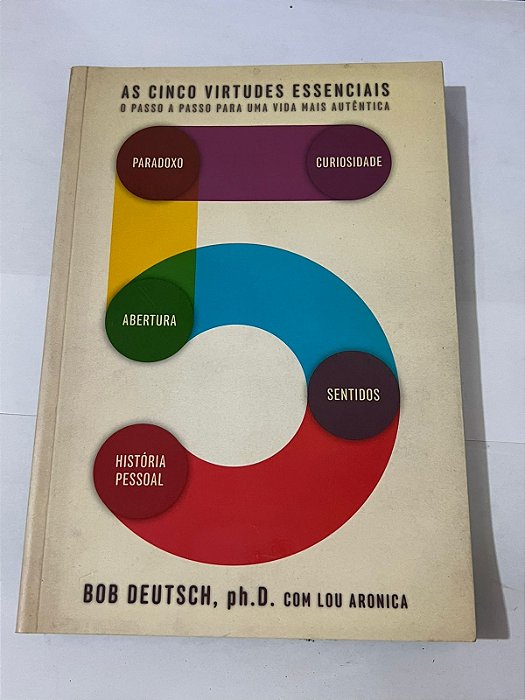 AS CINCO VIRTUDES ESSENCIAIS
O PASSO A PASSO PARA UMA VIDA MAIS AUTÊNTICA
PARADOXO
CURIOSIDADE
ABERTURA
SENTIDOS
HISTÓRIA
PESSOAL
BOB DEUTSCH, ph.D. COM LOU ARONICA